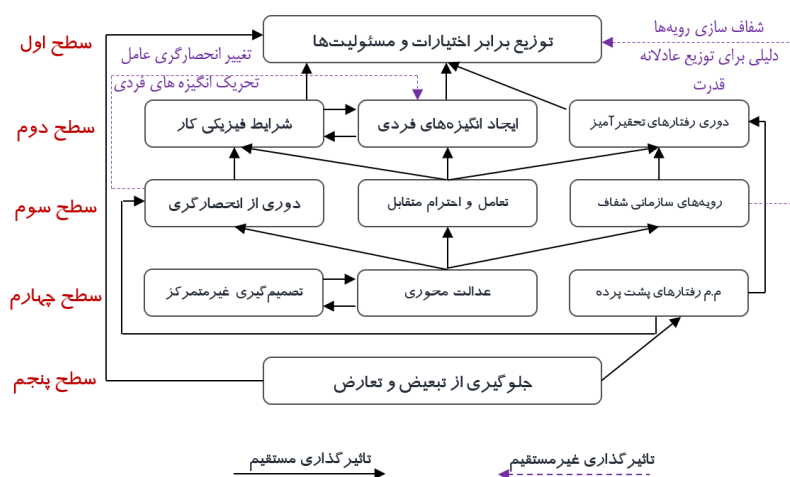 سطح اول
توزیع برابر اختیارات و مسئولیت‌ها
شفاف سازی رویه‌ها
دلیلی برای توزیع عادلانه
قدرت
تغییر انحصارگری عامل
تحریک انگیزه های فردی
سطح دوم
دوری رفتارهای تحقیرآمیز
ایجاد انگیزه‌های فردی
شرایط فیزیکی کار
سطح سوم
رویه‌های سازمانی شفاف
تعامل و احترام متقابل
دوری از انحصارگری
سطح چهارم
م.م رفتارهای پشت پرده
عدالت محوری
تصمیم‌گیری غیرمتمرکز
سطح پنجم
جلوگیری از تبعیض و تعارض
تاثیرگذاری غیرمستقیم
تاثیرگذاری مستقیم